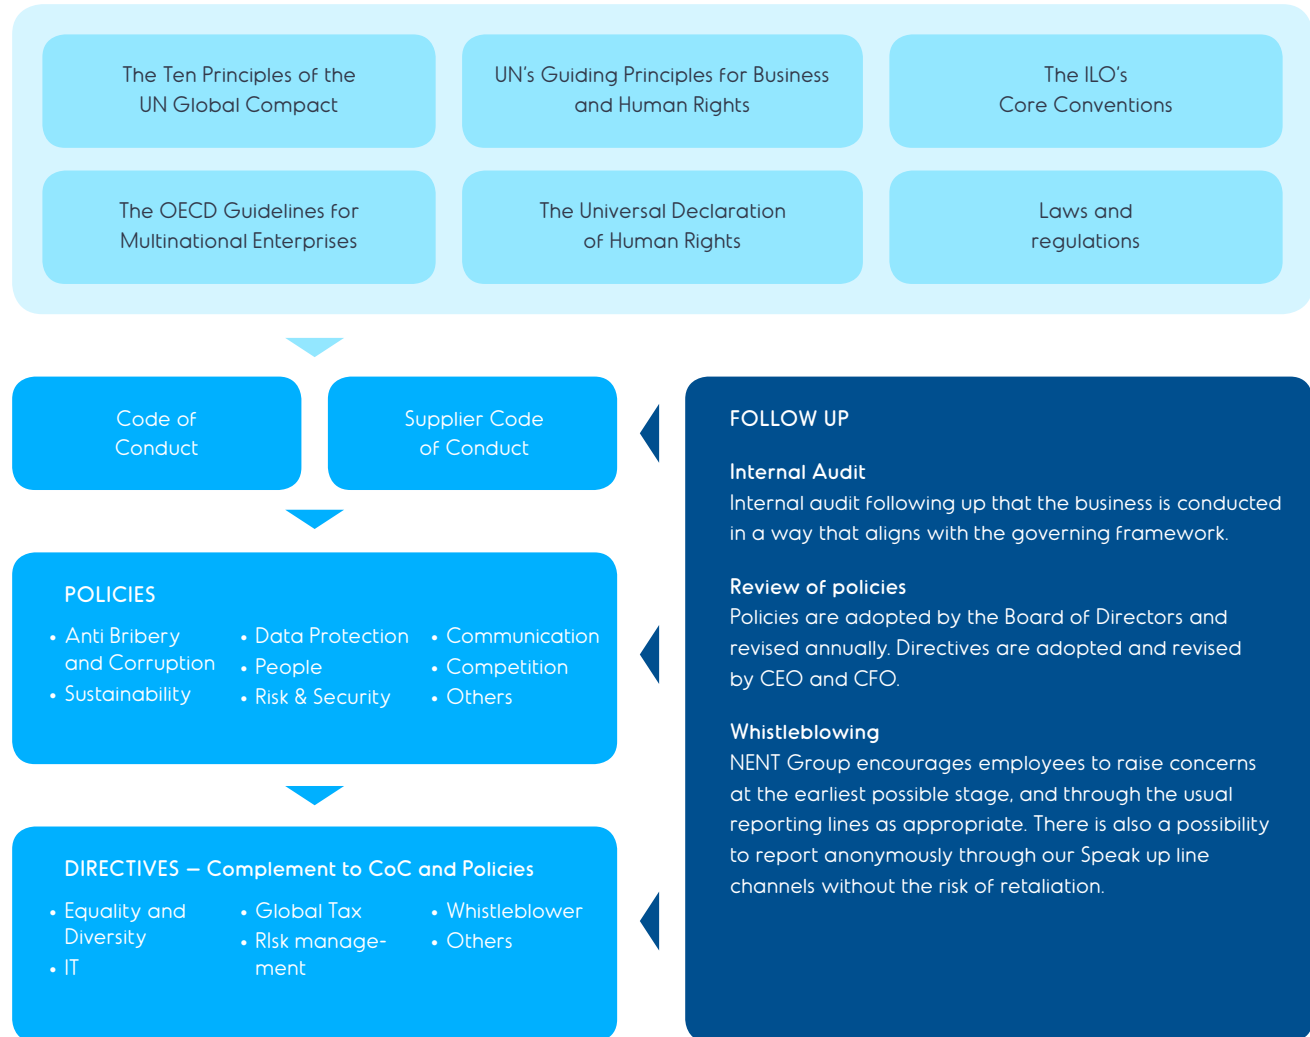 The Ten Principles of the
UN Global Compact
UN's Guiding Principles for Business
and Human Rights
The ILO's
Core Conventions
The OECD Guidelines for
Multinational Enterprises
The Universal Declaration
of Human Rights
Laws and
regulations
Code of
Conduct
Supplier Code
of Conduct
POLICIES
• Anti Bribery
and Corruption
• Sustainability
• Data Protection
• People
• Risk & Security
• Communication
• Competition
• Others
DIRECTIVES – Complement to CoC and Policies
• Equality and
Diversity
• IT
• Global Tax
• RIsk manage-
ment
• Whistleblower
• Others
FOLLOW UP
Internal Audit
Internal audit following up that the business is conducted
in a way that aligns with the governing framework.
Review of policies
Policies are adopted by the Board of Directors and
revised annually. Directives are adopted and revised
by CEO and CFO.
Whistleblowing
NENT Group encourages employees to raise concerns
at the earliest possible stage, and through the usual
reporting lines as appropriate. There is also a possibility
to report anonymously through our Speak up line
channels without the risk of retaliation.